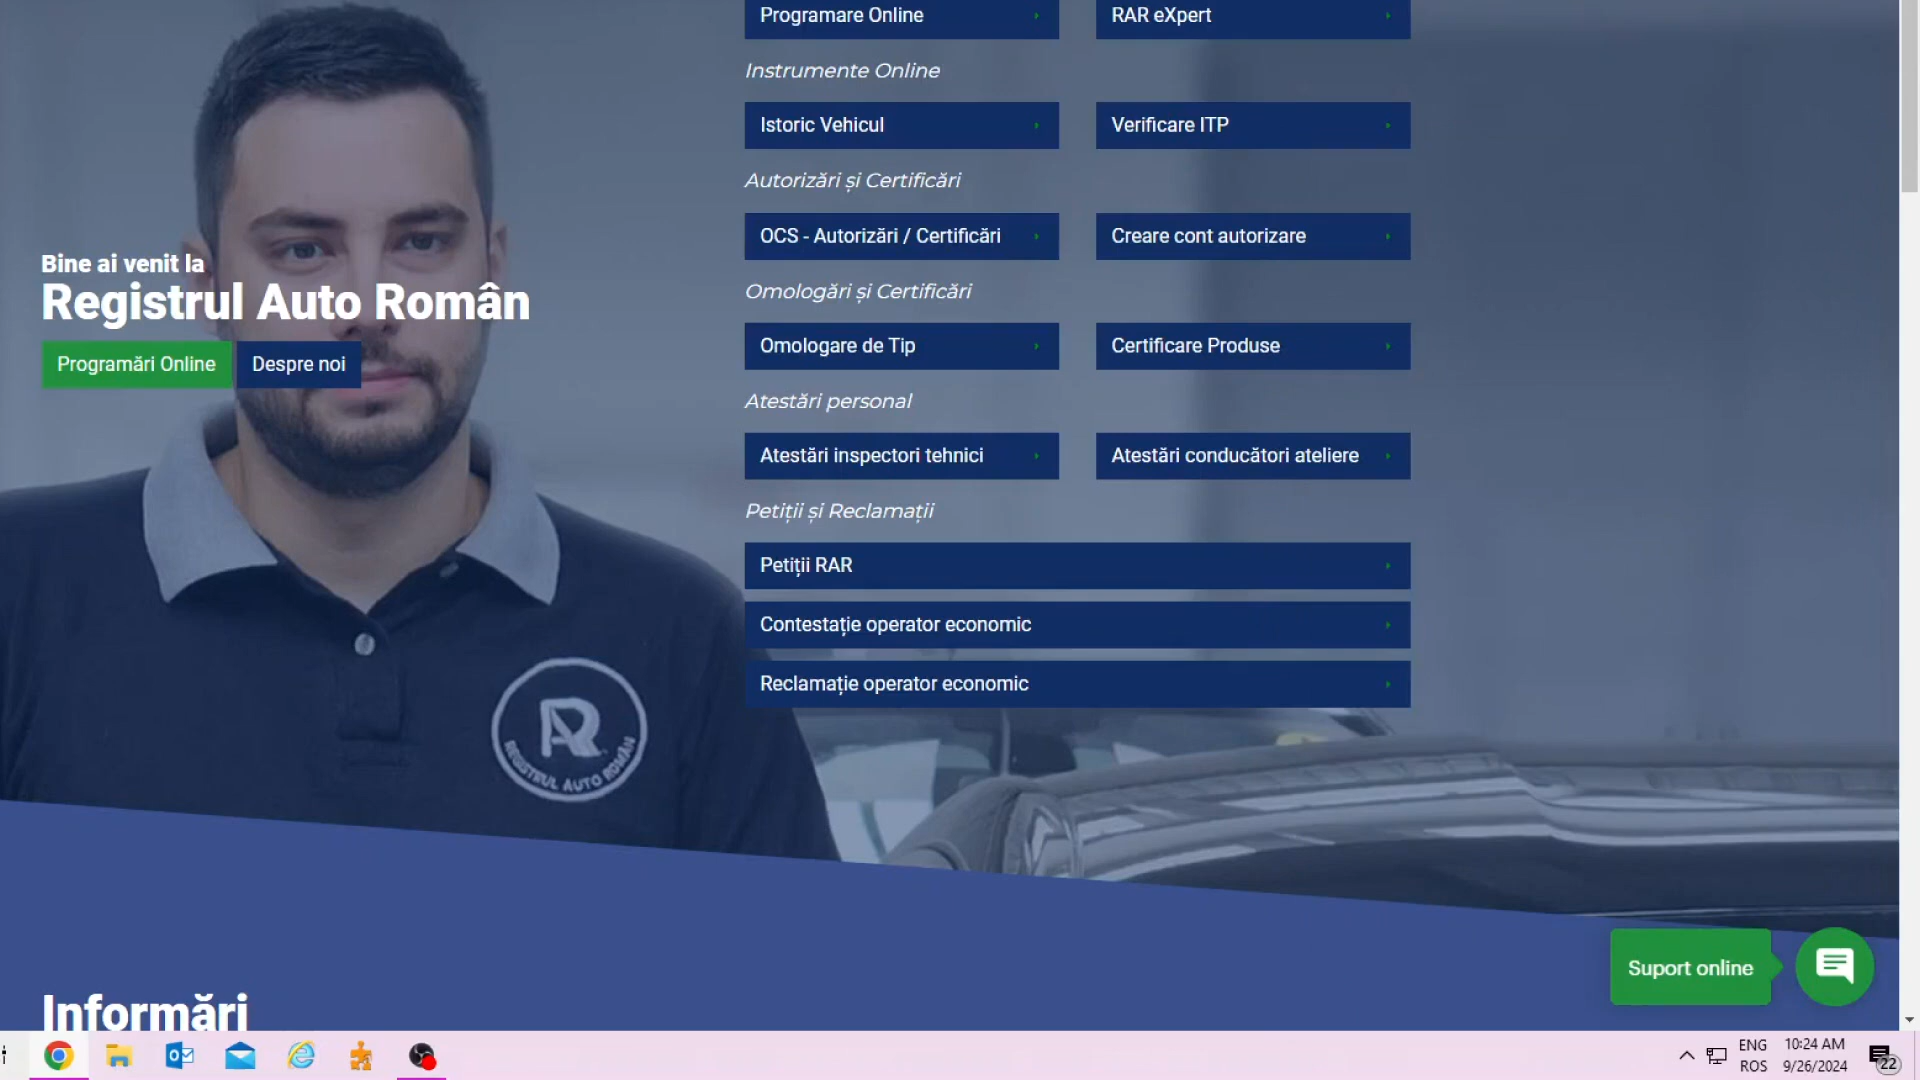 Programare Online
RAR eXpert
Instrumente Online
Istoric Vehicul
Verificare ITP
Autorizări și Certificări
OCS - Autorizări / Certificări
Creare cont autorizare
Omologări și Certificări
Omologare de Tip
Certificare Produse
Atestări personal
Atestări inspectori tehnici
Atestări conducători ateliere
Petiții și Reclamații
Petiții RAR
Contestație operator economic
Reclamație operator economic
Bine ai venit la
Registrul Auto Român
Programări Online
Despre noi
R
REGISTRUL AUTO ROMÂN
Suport online
Informări
ENG
ROS
10:24 AM
9/26/2024
22